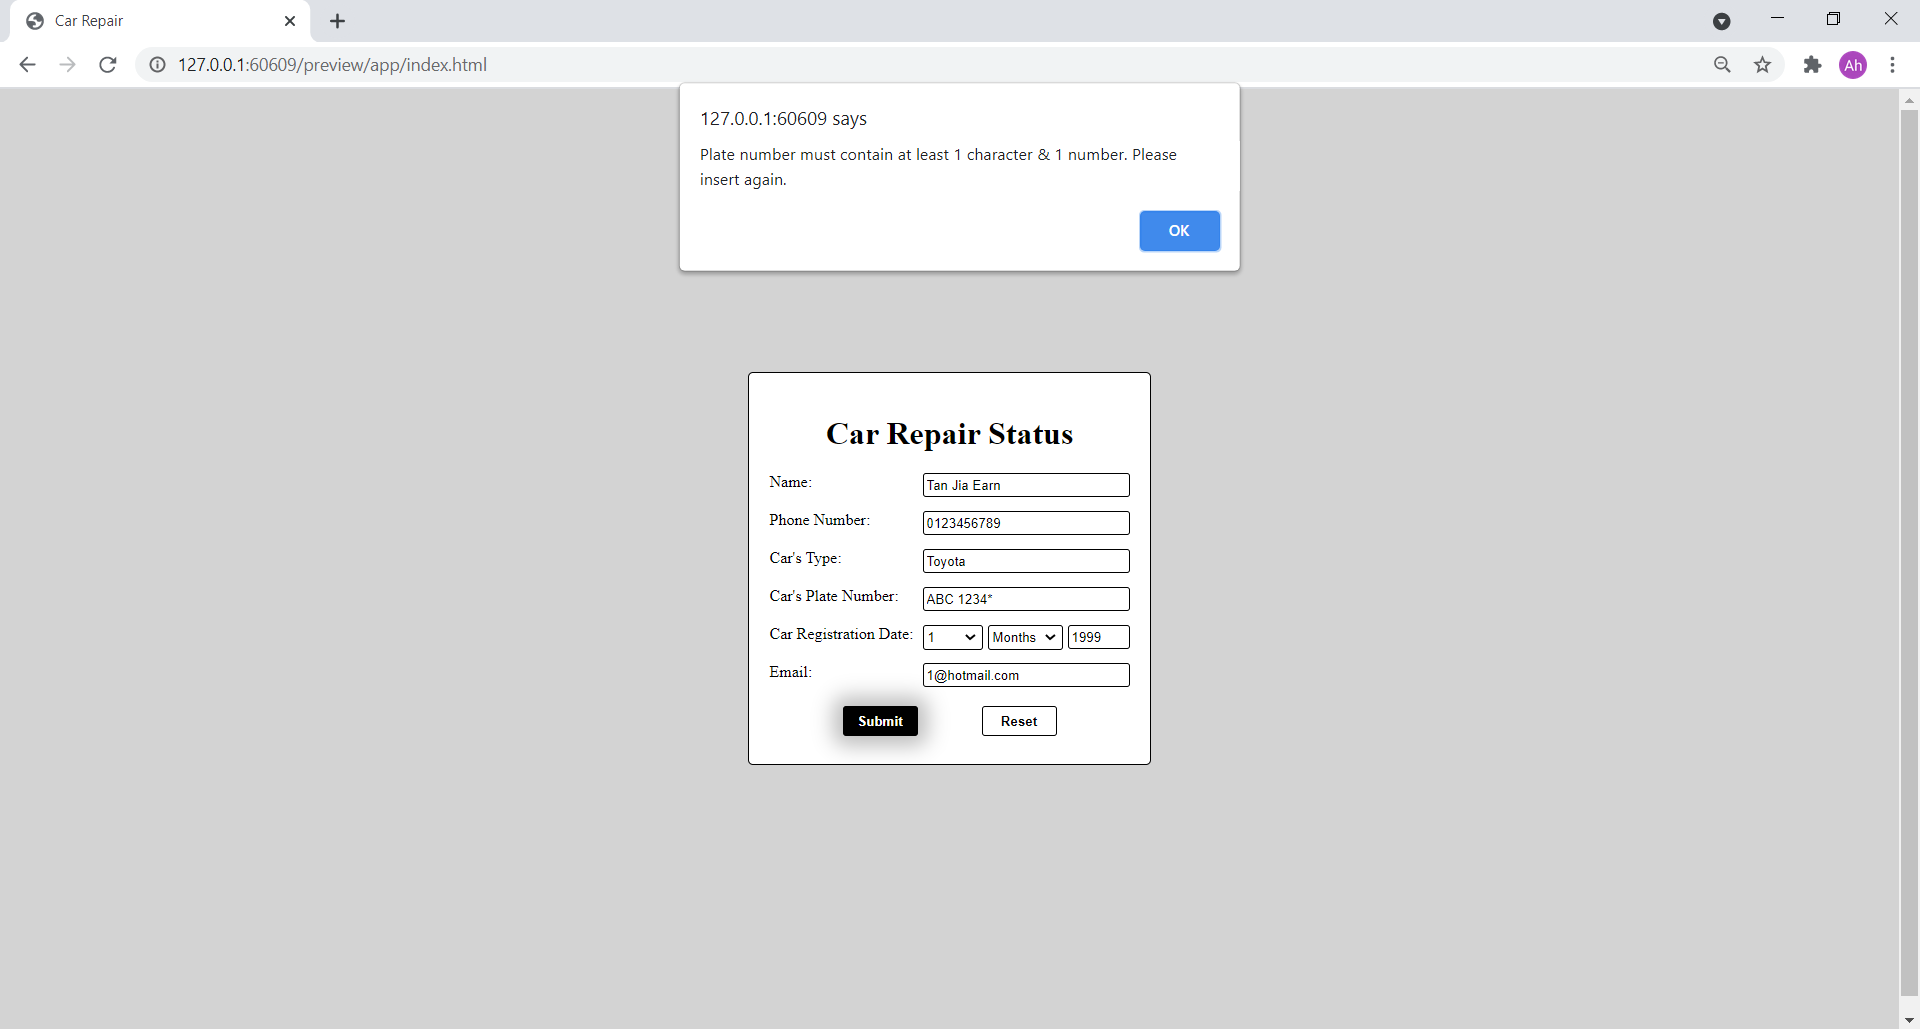 Car Repair
127.0.0.1:60609/preview/app/index.html
Ah
127.0.0.1:60609 says
Plate number must contain at least 1 character & 1 number. Please
insert again.
OK
Car Repair Status
Name: Tan Jia Earn
Phone Number: 0123456789
Car's Type: Toyota
Car's Plate Number: ABC 1234*
Car Registration Date: 1 Months 1999
Email: 1@hotmail.com
Submit Reset